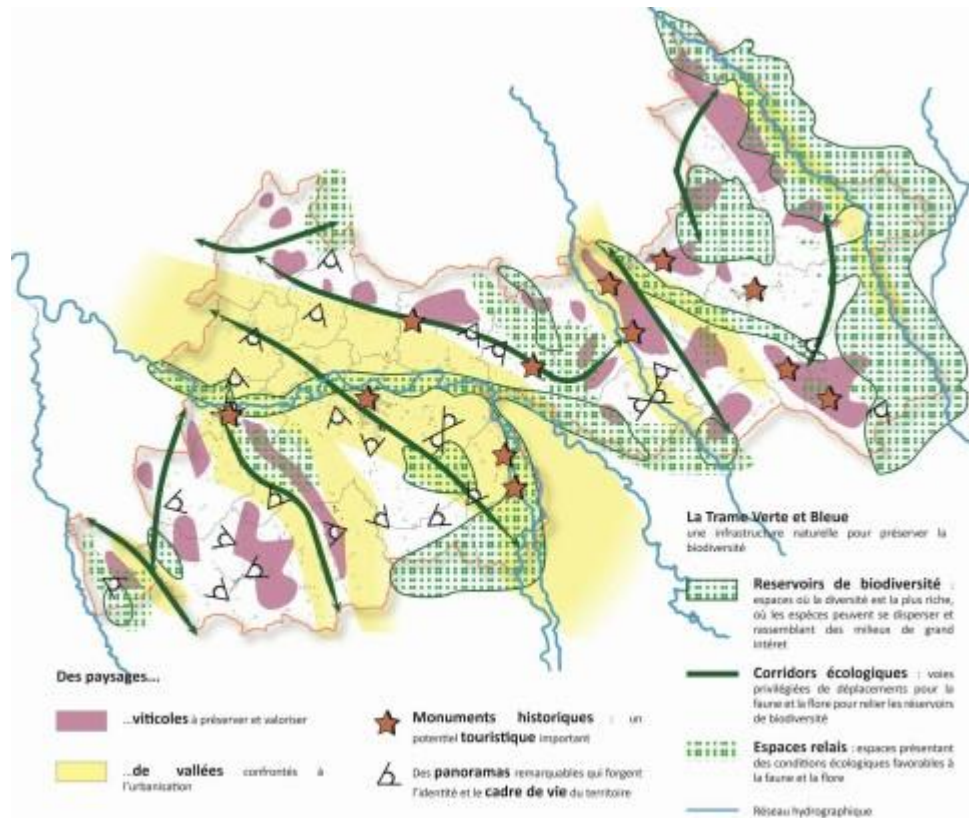 La Trame Verte et Bleue
une infrastructure naturelle pour préserver la
biodiversité
Reservoirs de biodiversité :
espaces où la diversité est la plus riche,
où les espèces peuvent se disperser et
rassemblant des milieux de grand
intéret
Corridors écologiques : voies
privilégiées de déplacements pour la
faune et la flore pour relier les réservoirs
de biodiversité
Espaces relais : espaces présentant
des conditions écologiques favorables à
la faune et la flore
Réseau hydrographique
Des paysages...
...viticoles à préserver et valoriser
...de vallées confrontés à
l'urbanisation
Monuments historiques : un
potentiel touristique important
Des panoramas remarquables qui forgent
l'identité et le cadre de vie du territoire